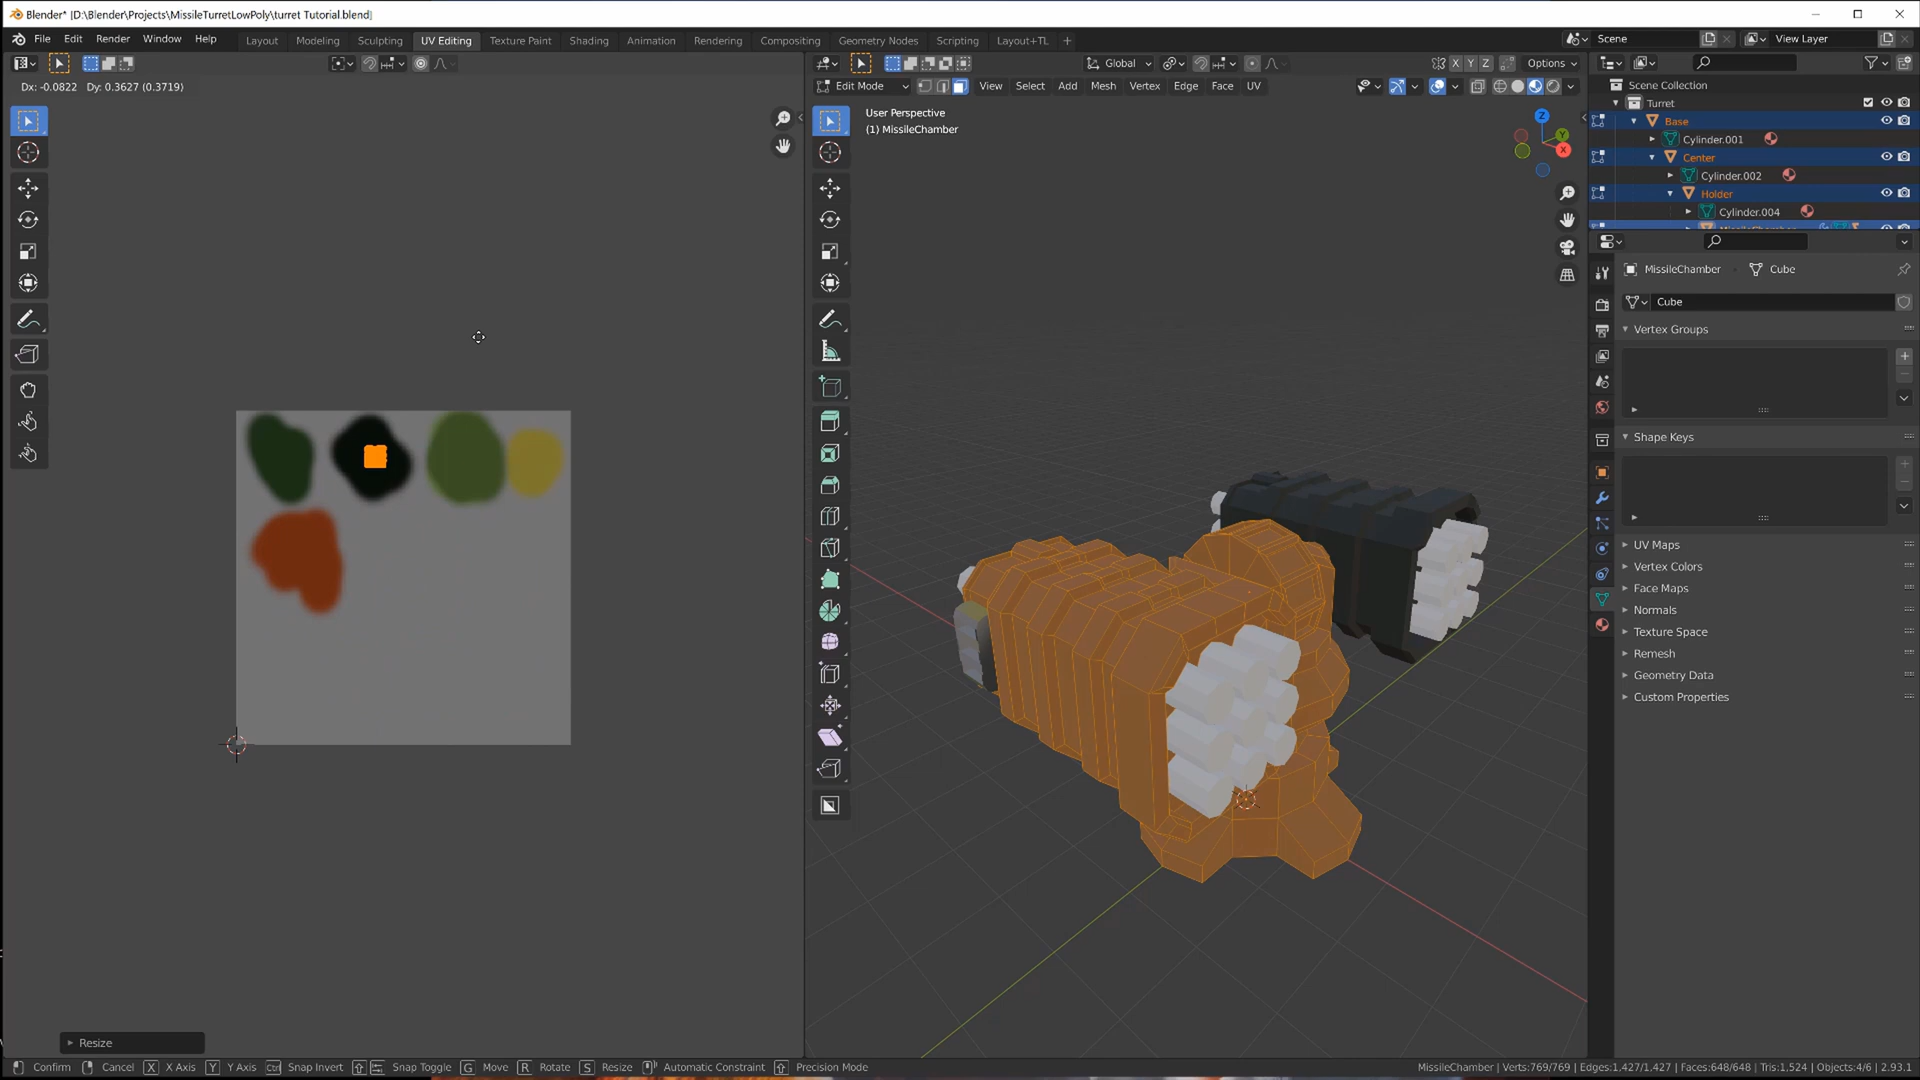 Blender* [D:\Blender\Projects\MissileTurretLowPoly\turret Tutorial.blend]
File Edit Render Window Help Layout Modeling Sculpting UV Editing Texture Paint Shading Animation Rendering Compositing Geometry Nodes Scripting Layout+TL + Scene View Layer
Global X Y Z Options
Dx: -0.0822 Dy: 0.3627 (0.3719) Edit Mode View Select Add Mesh Vertex Edge Face UV
Scene Collection
Turret
Base
Cylinder.001
Center
Cylinder.002
Holder
Cylinder.004
User Perspective
(1) MissileChamber
Z
Y
X
MissileChamber Cube
Cube
Vertex Groups
Shape Keys
UV Maps
Vertex Colors
Face Maps
Normals
Texture Space
Remesh
Geometry Data
Custom Properties
Resize
Confirm Cancel X X Axis Y Y Axis Ctrl Snap Invert Snap Toggle G Move R Rotate S Resize Automatic Constraint Precision Mode
MissileChamber | Verts:769/769 | Edges:1,427/1,427 | Faces:648/648 | Tris:1,524 | Objects:4/6 | 2.93.1